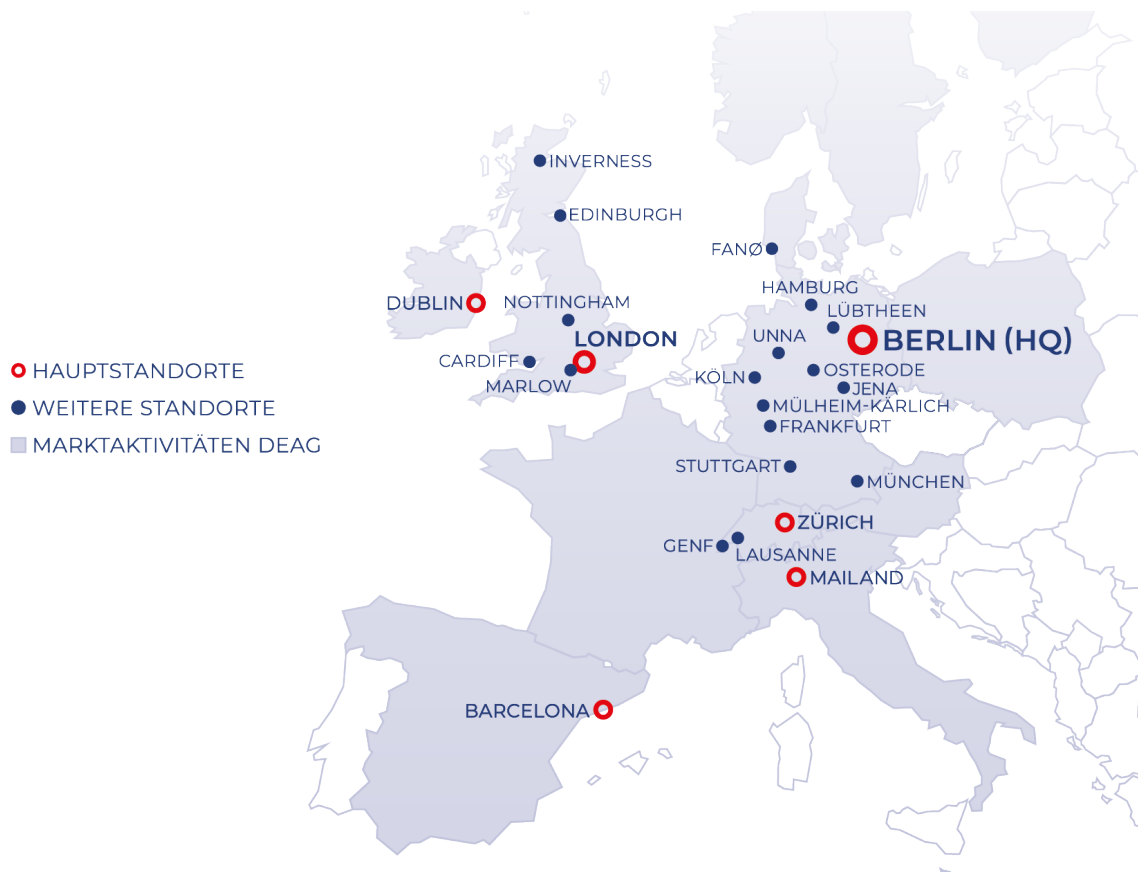 INVERNESS
EDINBURGH
FANØ
HAMBURG
DUBLIN
NOTTINGHAM
LÜBTHEEN
LONDON
UNNA
BERLIN (HQ)
CARDIFF
MARLOW
KÖLN
OSTERODE
JENA
MÜLHEIM-KÄRLICH
FRANKFURT
HAUPTSTANDORTE
WEITERE STANDORTE
MARKTAKTIVITÄTEN DEAG
STUTTGART
MÜNCHEN
ZÜRICH
GENF
LAUSANNE
MAILAND
BARCELONA